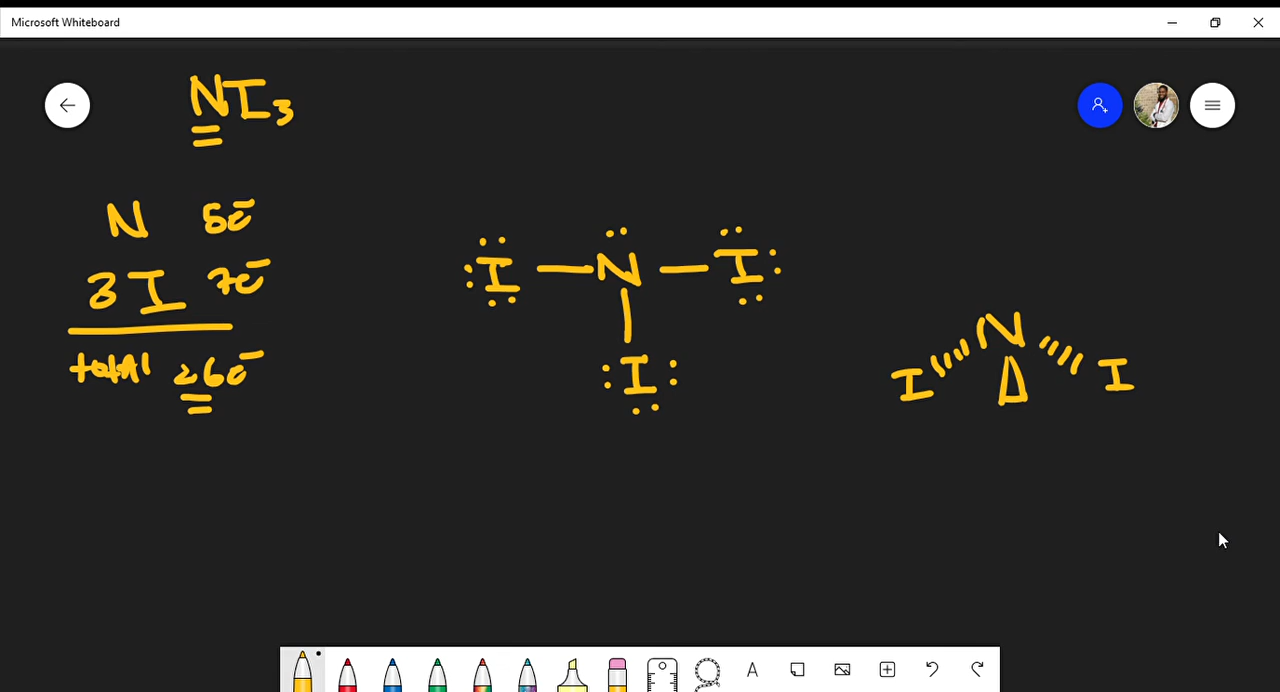 Microsoft Whiteboard
NI₃
N 5e⁻
3 I 7e⁻
total 26e⁻
I — N — I
I
N
I I
A